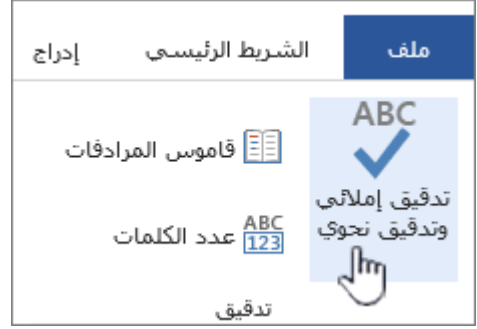 ملف الشريط الرئيسي إدراج
ABC
تدقيق إملائي
وتدقيق نحوي
قاموس المرادفات
ABC
123
عدد الكلمات
تدقيق